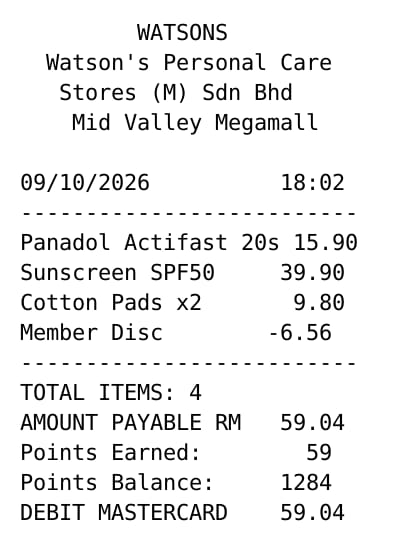 WATSONS
Watson's Personal Care
Stores (M) Sdn Bhd
Mid Valley Megamall
09/10/2026 18:02
--------------------------
Panadol Actifast 20s 15.90
Sunscreen SPF50 39.90
Cotton Pads x2 9.80
Member Disc -6.56
--------------------------
TOTAL ITEMS: 4
AMOUNT PAYABLE RM 59.04
Points Earned: 59
Points Balance: 1284
DEBIT MASTERCARD 59.04